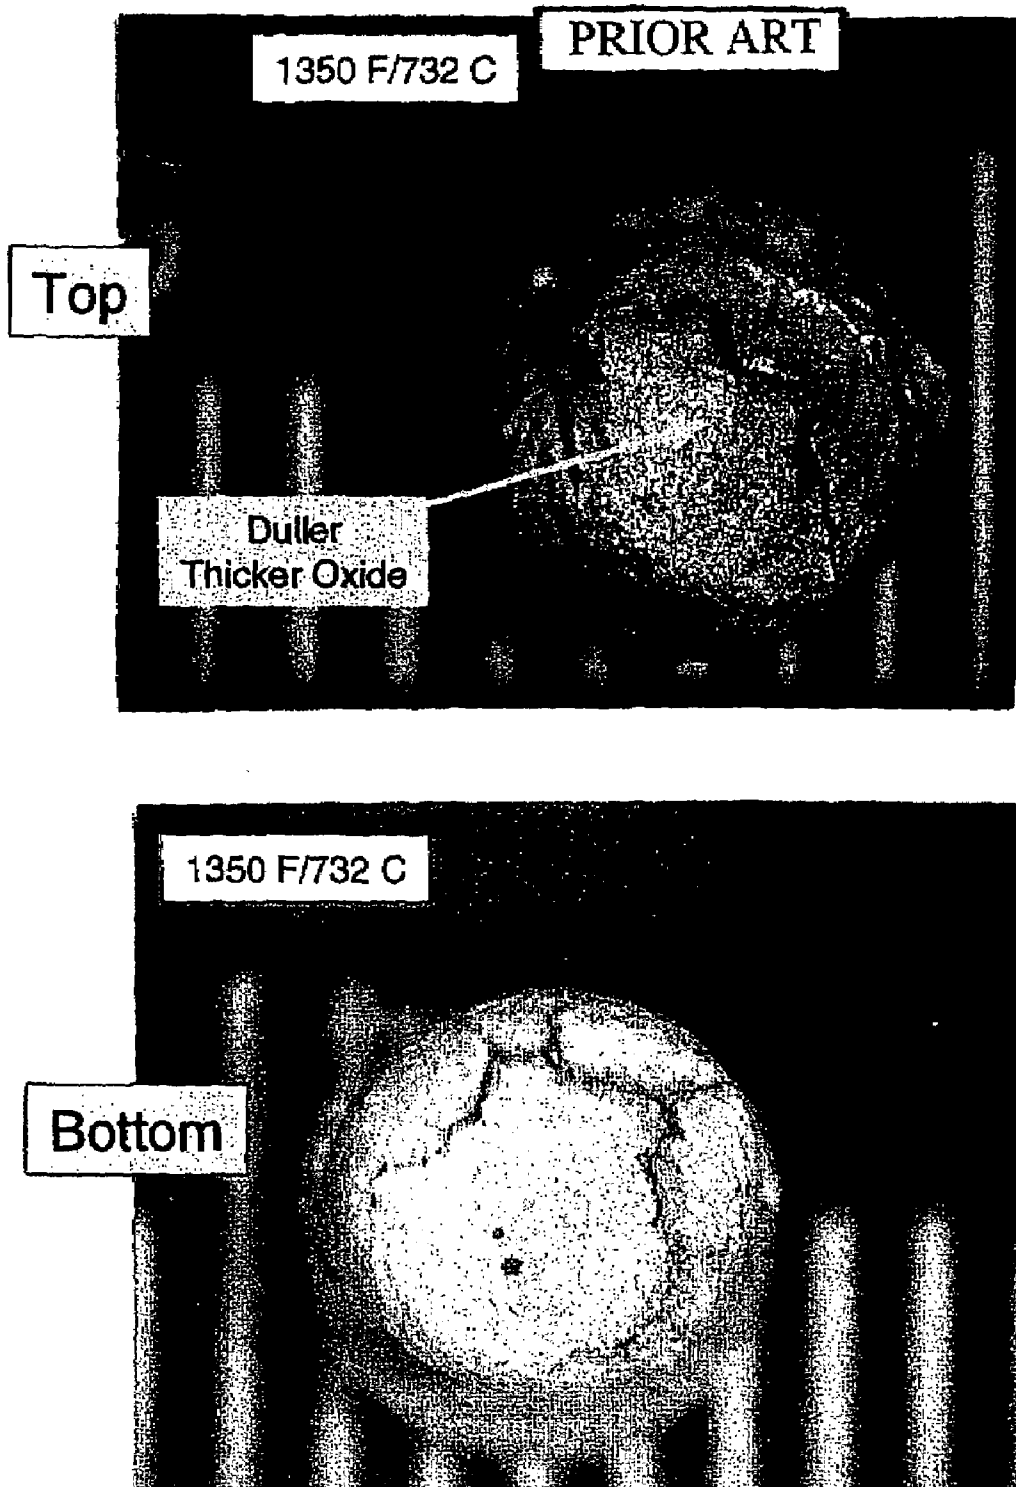 PRIOR ART
1350 F/732 C
Top
Duller
Thicker Oxide
1350 F/732 C
Bottom